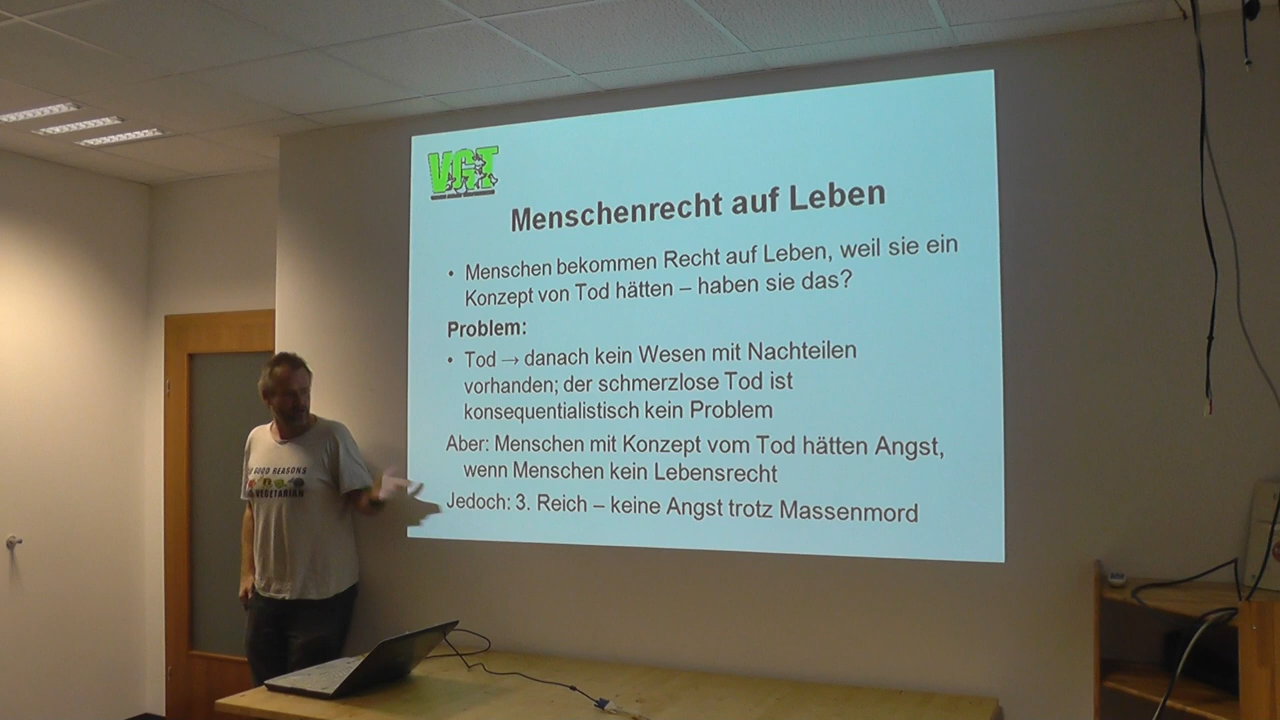 VGT
Menschenrecht auf Leben
• Menschen bekommen Recht auf Leben, weil sie ein
Konzept von Tod hätten – haben sie das?
Problem:
• Tod → danach kein Wesen mit Nachteilen
vorhanden; der schmerzlose Tod ist
konsequentialistisch kein Problem
Aber: Menschen mit Konzept vom Tod hätten Angst,
wenn Menschen kein Lebensrecht
Jedoch: 3. Reich – keine Angst trotz Massenmord
GOOD REASONS
VEGETARIAN